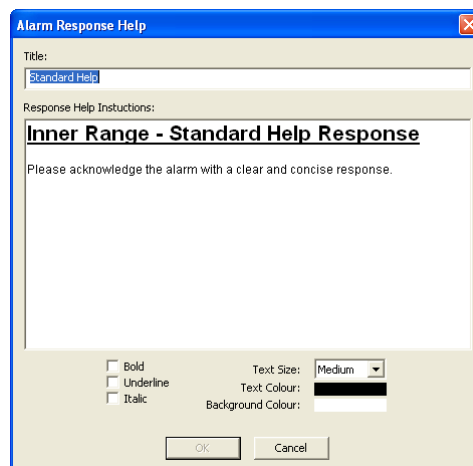 Alarm Response Help
Title:
Standard Help
Response Help Instuctions:
Inner Range - Standard Help Response
Please acknowledge the alarm with a clear and concise response.
Bold
Underline
Italic
Text Size:
Medium
Text Colour:
Background Colour:
OK
Cancel